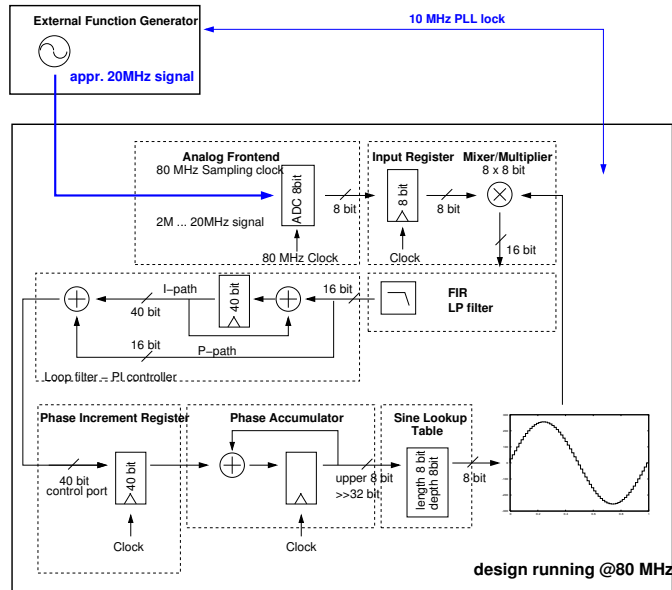 External Function Generator
10 MHz PLL lock
appr. 20MHz signal
Analog Frontend
80 MHz Sampling clock
ADC 8bit
8 bit
2M ... 20MHz signal
80 MHz Clock
Input Register
8 bit
8 bit
Clock
Mixer/Multiplier
8 x 8 bit
16 bit
I−path
40 bit
40 bit
16 bit
FIR
LP filter
16 bit
P−path
Loop filter − PI controller
Phase Increment Register
40 bit
control port
40 bit
Clock
Phase Accumulator
upper 8 bit
>>32 bit
Clock
Sine Lookup
Table
length 8 bit
depth 8bit
8 bit
design running @80 MHz